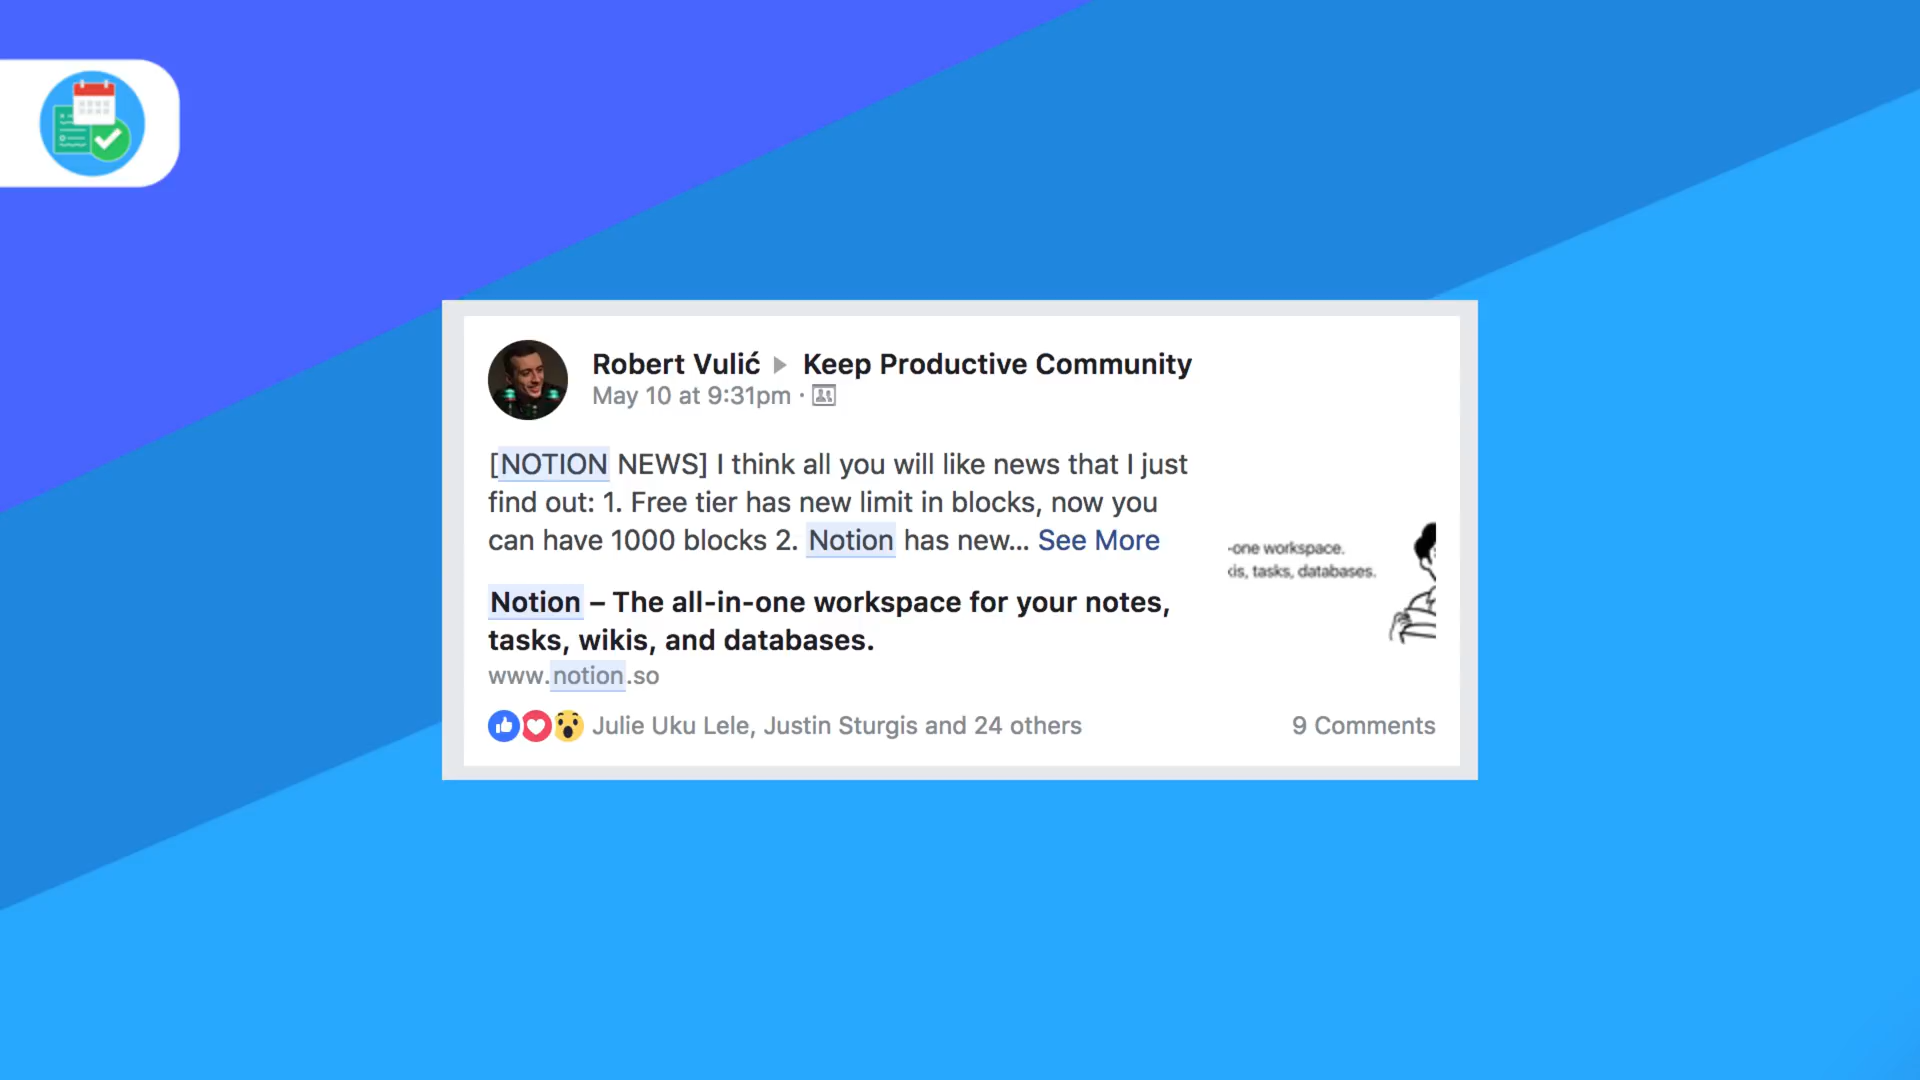 Robert Vulić ▶ Keep Productive Community
May 10 at 9:31pm ·
[NOTION NEWS] I think all you will like news that I just
find out: 1. Free tier has new limit in blocks, now you
can have 1000 blocks 2. Notion has new... See More
-one workspace.
kis, tasks, databases.
Notion – The all-in-one workspace for your notes,
tasks, wikis, and databases.
www.notion.so
Julie Uku Lele, Justin Sturgis and 24 others
9 Comments